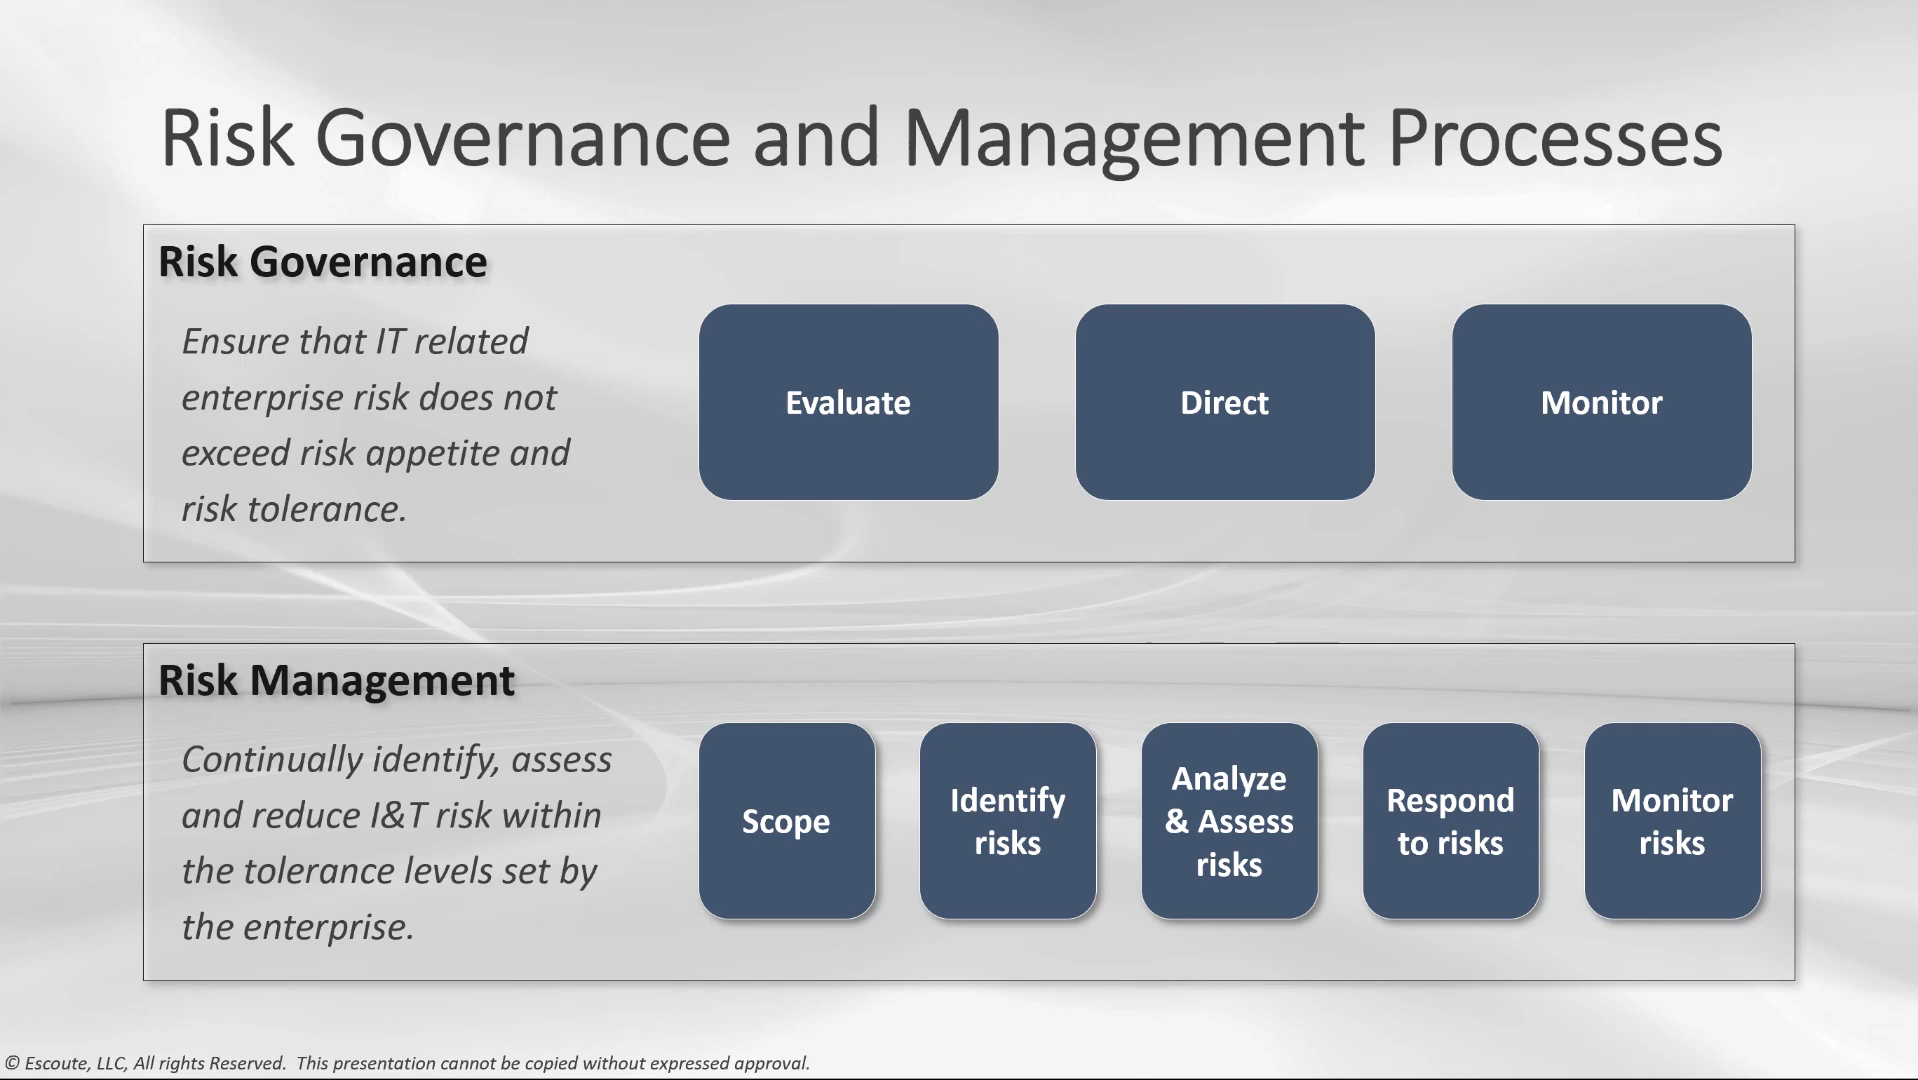 Risk Governance and Management Processes
Risk Governance
Ensure that IT related
enterprise risk does not
exceed risk appetite and
risk tolerance.
Evaluate
Direct
Monitor
Risk Management
Continually identify, assess
and reduce I&T risk within
the tolerance levels set by
the enterprise.
Scope
Identify
risks
Analyze
& Assess
risks
Respond
to risks
Monitor
risks
© Escoute, LLC, All rights Reserved.  This presentation cannot be copied without expressed approval.